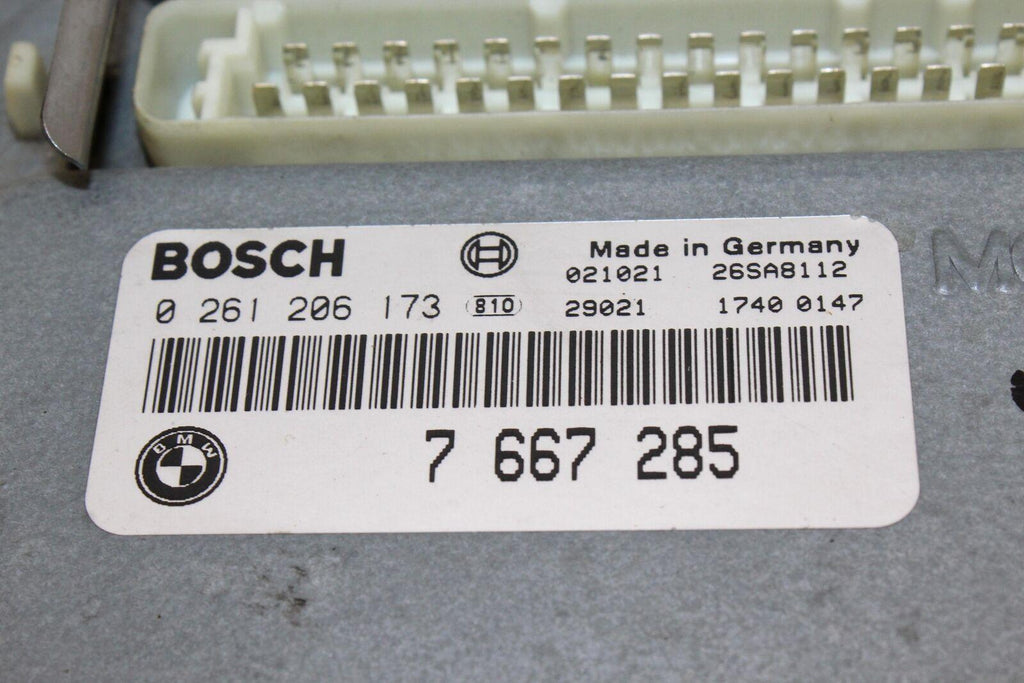 BOSCH
Made in Germany
021021 26SA8112
0 261 206 173 810 29021 1740 0147
BMW
7 667 285